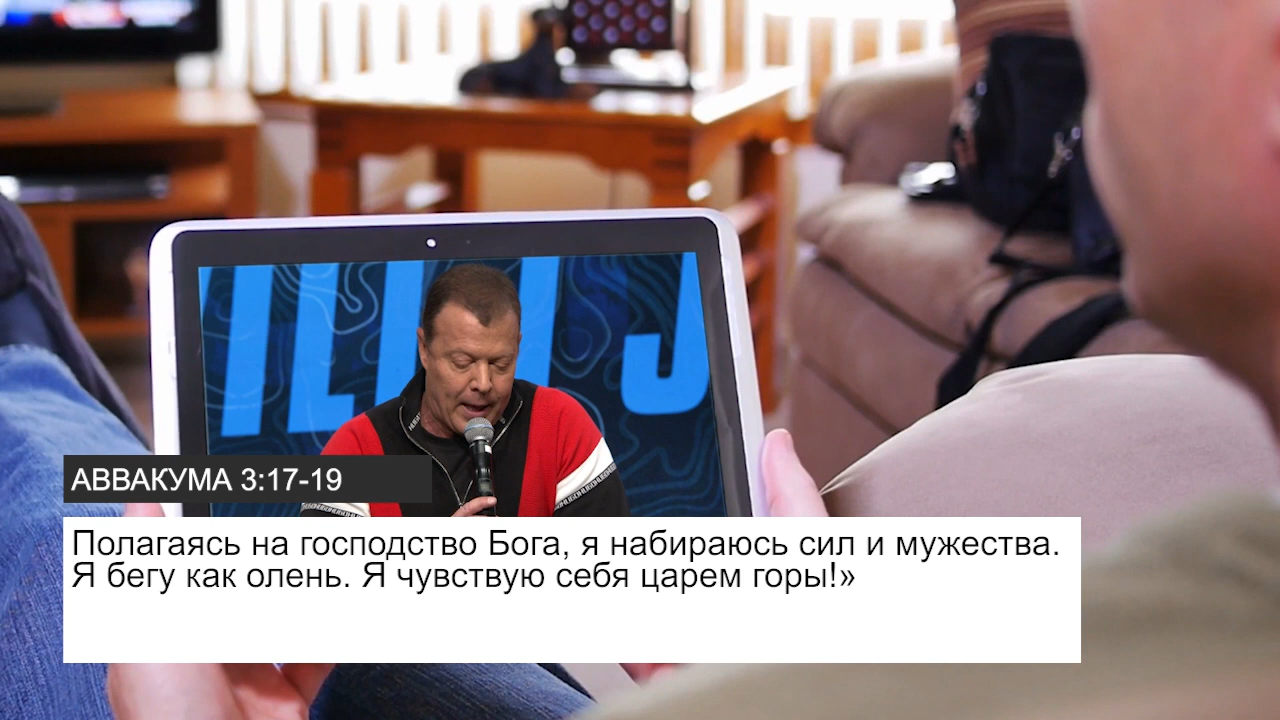 АВВАКУМА 3:17-19
Полагаясь на господство Бога, я набираюсь сил и мужества.
Я бегу как олень. Я чувствую себя царем горы!»